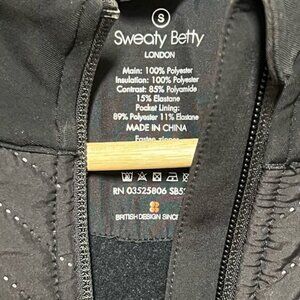 S
Sweaty Betty
LONDON
Main: 100% Polyester
Insulation: 100% Polyester
Contrast: 85% Polyamide
15% Elastane
Pocket Lining:
89% Polyester 11% Elastane
MADE IN CHINA
RN 03525806
BRITISH DESIGN